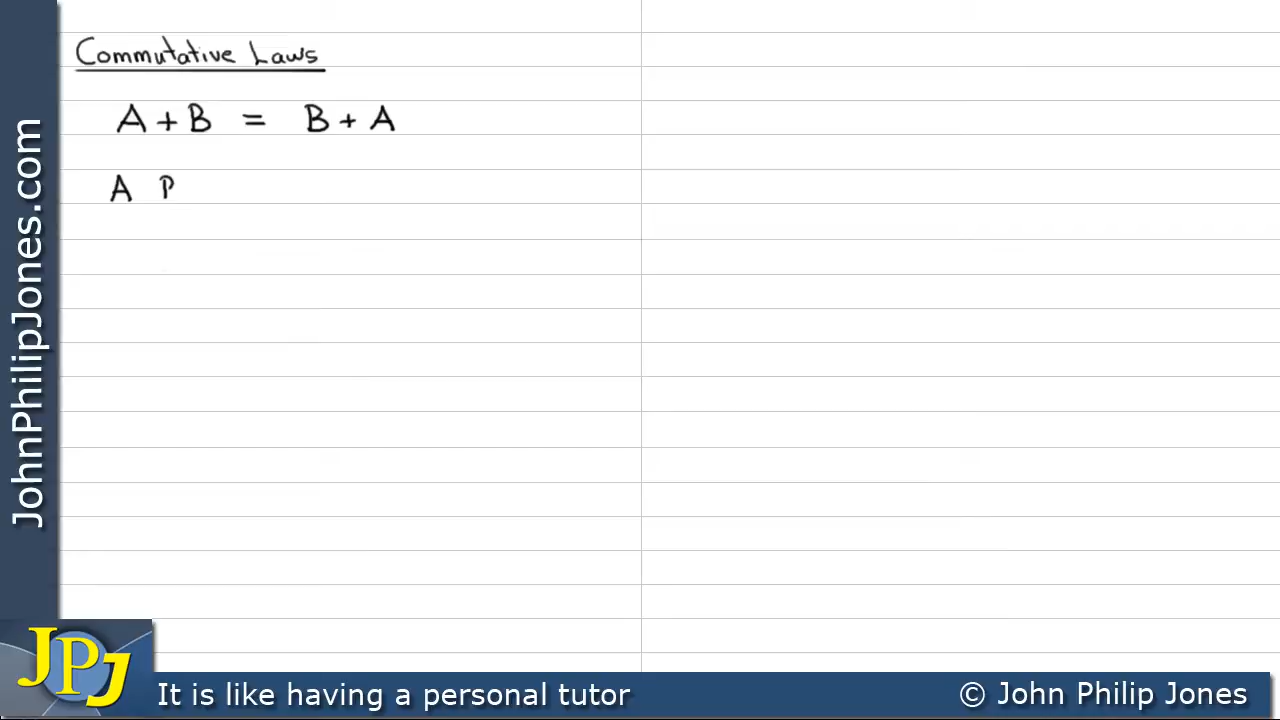 Commutative Laws
A + B = B + A
A P
JohnPhilipJones.com
JPJ
It is like having a personal tutor
© John Philip Jones